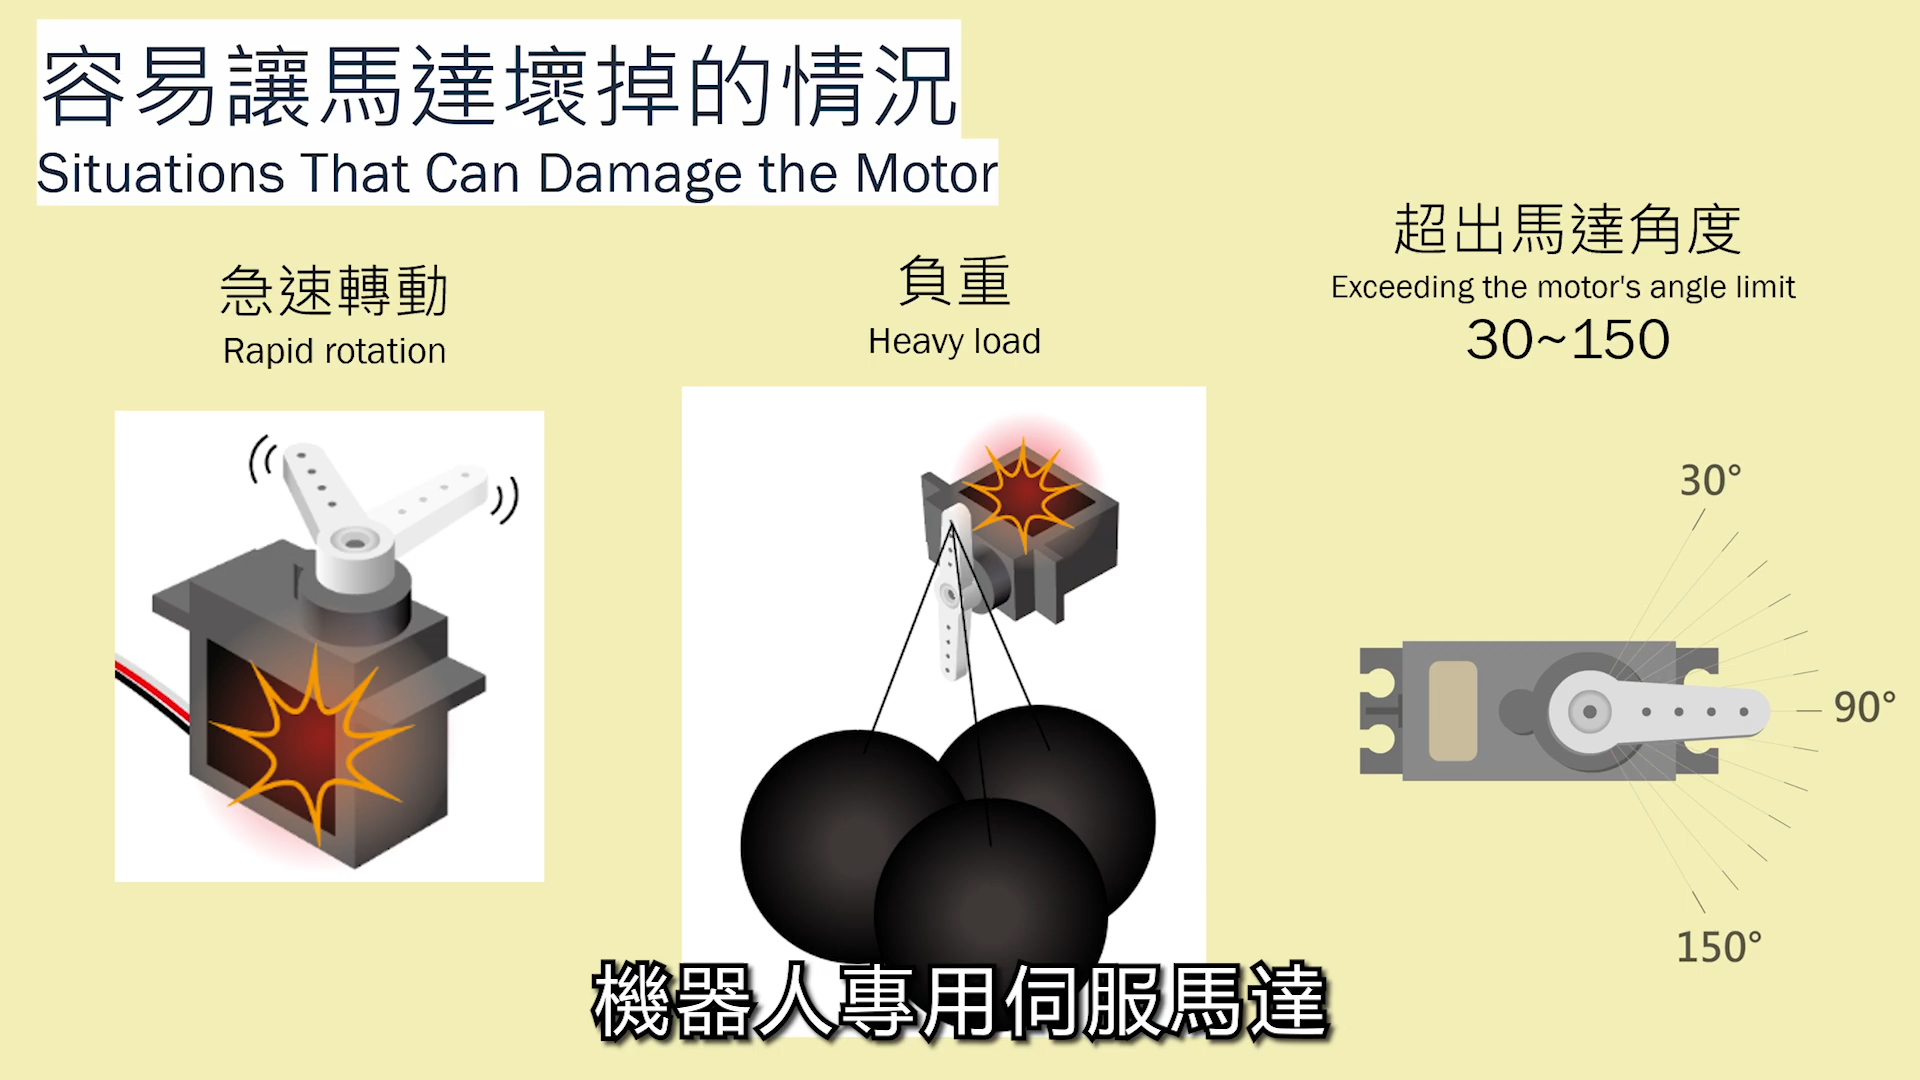 容易讓馬達壞掉的情況
Situations That Can Damage the Motor
急速轉動
Rapid rotation
負重
Heavy load
超出馬達角度
Exceeding the motor's angle limit
30~150
30°
90°
150°
機器人專用伺服馬達